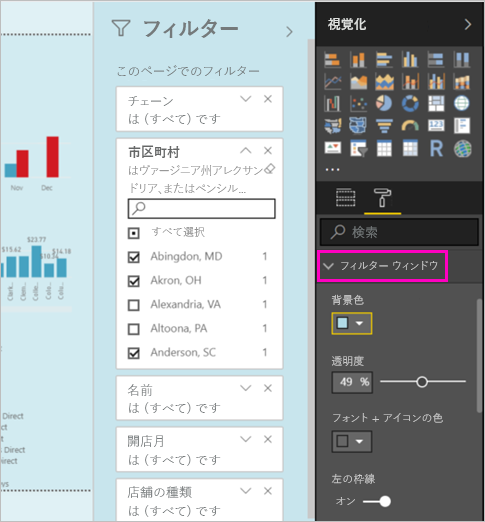 Nov Dec
$15.62
$23.77
$14.18
Direct
Direct
フィルター
このページでのフィルター
チェーン
は (すべて) です
市区町村
はヴァージニア州アレクサン
ドリア、またはペンシル...
すべて選択
Abingdon, MD 1
Akron, OH 1
Alexandria, VA 1
Altoona, PA 1
Anderson, SC 1
名前
は (すべて) です
開店月
は (すべて) です
店舗の種類
は (すべて) です
視覚化
123
R
...
検索
フィルター ウィンドウ
背景色
透明度
49 %
フォント + アイコンの色
左の枠線
オン